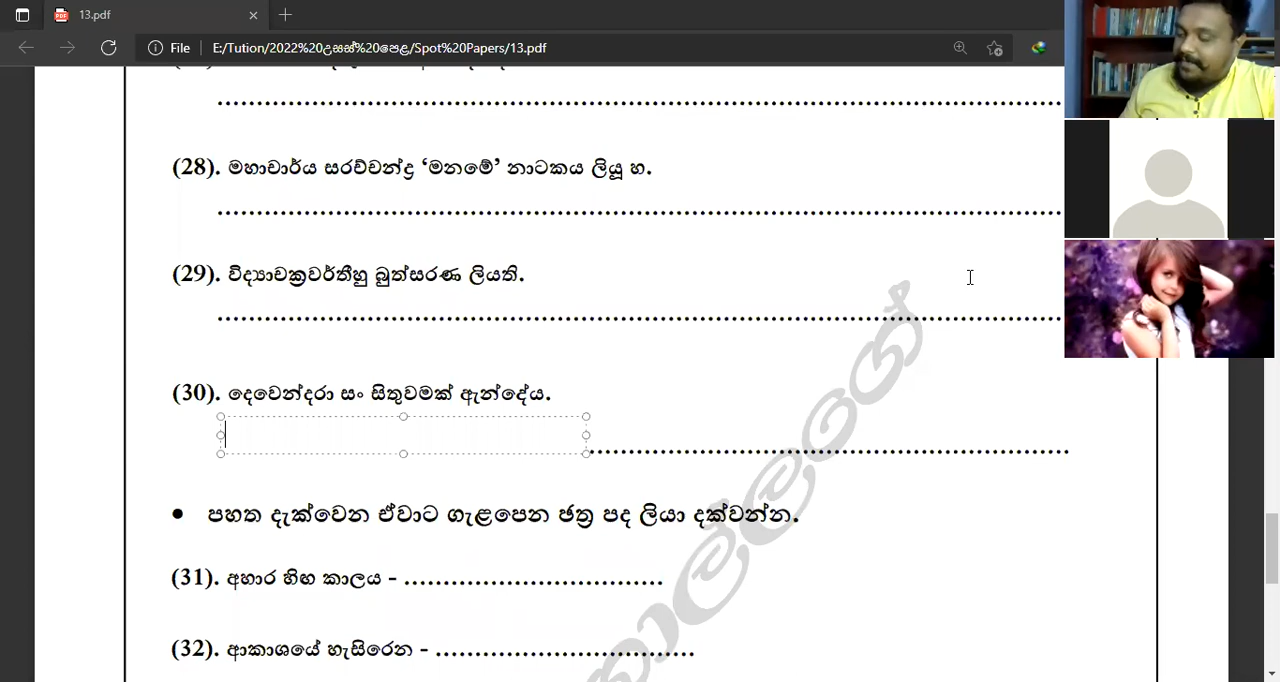 13.pdf
File E:/Tution/2022%20උසස්%20පෙළ/Spot%20Papers/13.pdf
(28). මහාචාර්ය සරච්චන්ද්‍ර ‘මනමේ’ නාටකය ලියූ හ.
(29). විද්‍යාචක්‍රවර්තීහු බුත්සරණ ලියති.
(30). දෙවෙන්දරා සං සිතුවමක් ඇන්දේය.
• පහත දැක්වෙන ඒවාට ගැළපෙන ඡත්‍ර පද ලියා දක්වන්න.
(31). අහාර හිඟ කාලය - ................................
(32). ආකාශයේ හැසිරෙන - ................................